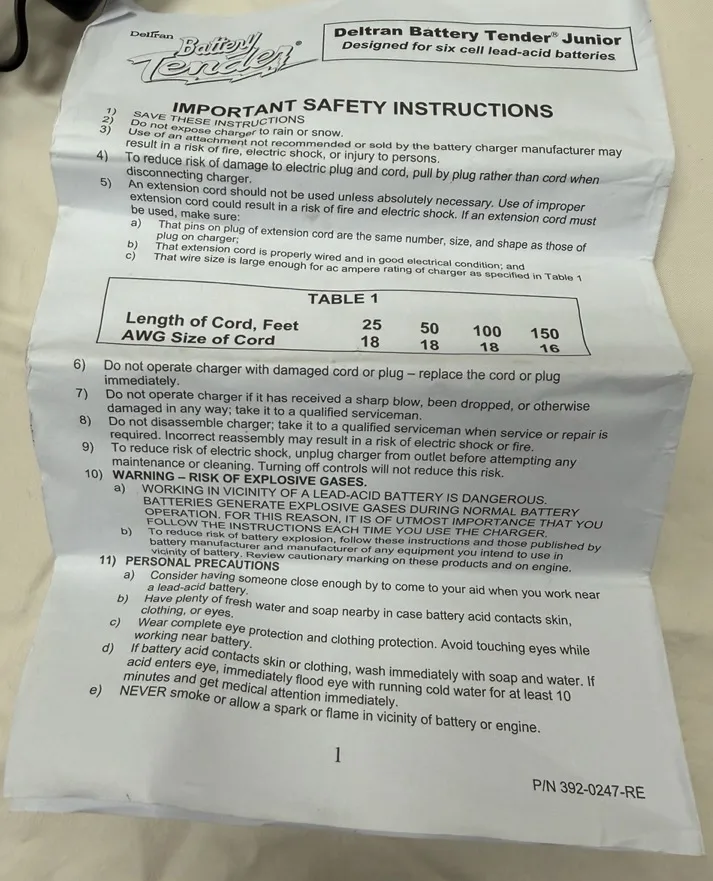 Deltran
Battery
Tender®
Deltran Battery Tender® Junior
Designed for six cell lead-acid batteries
IMPORTANT SAFETY INSTRUCTIONS
1) SAVE THESE INSTRUCTIONS
2) Do not expose charger to rain or snow.
3) Use of an attachment not recommended or sold by the battery charger manufacturer may
result in a risk of fire, electric shock, or injury to persons.
4) To reduce risk of damage to electric plug and cord, pull by plug rather than cord when
disconnecting charger.
5) An extension cord should not be used unless absolutely necessary. Use of improper
extension cord could result in a risk of fire and electric shock. If an extension cord must
be used, make sure:
a) That pins on plug of extension cord are the same number, size, and shape as those of
plug on charger;
b) That extension cord is properly wired and in good electrical condition; and
c) That wire size is large enough for ac ampere rating of charger as specified in Table 1
TABLE 1
Length of Cord, Feet 25 50 100 150
AWG Size of Cord 18 18 18 16
6) Do not operate charger with damaged cord or plug – replace the cord or plug
immediately.
7) Do not operate charger if it has received a sharp blow, been dropped, or otherwise
damaged in any way; take it to a qualified serviceman.
8) Do not disassemble charger; take it to a qualified serviceman when service or repair is
required. Incorrect reassembly may result in a risk of electric shock or fire.
9) To reduce risk of electric shock, unplug charger from outlet before attempting any
maintenance or cleaning. Turning off controls will not reduce this risk.
10) WARNING – RISK OF EXPLOSIVE GASES.
a) WORKING IN VICINITY OF A LEAD-ACID BATTERY IS DANGEROUS.
BATTERIES GENERATE EXPLOSIVE GASES DURING NORMAL BATTERY
OPERATION. FOR THIS REASON, IT IS OF UTMOST IMPORTANCE THAT YOU
FOLLOW THE INSTRUCTIONS EACH TIME YOU USE THE CHARGER.
b) To reduce risk of battery explosion, follow these instructions and those published by
battery manufacturer and manufacturer of any equipment you intend to use in
vicinity of battery. Review cautionary marking on these products and on engine.
11) PERSONAL PRECAUTIONS
a) Consider having someone close enough by to come to your aid when you work near
a lead-acid battery.
b) Have plenty of fresh water and soap nearby in case battery acid contacts skin,
clothing, or eyes.
c) Wear complete eye protection and clothing protection. Avoid touching eyes while
working near battery.
d) If battery acid contacts skin or clothing, wash immediately with soap and water. If
acid enters eye, immediately flood eye with running cold water for at least 10
minutes and get medical attention immediately.
e) NEVER smoke or allow a spark or flame in vicinity of battery or engine.
1
P/N 392-0247-RE